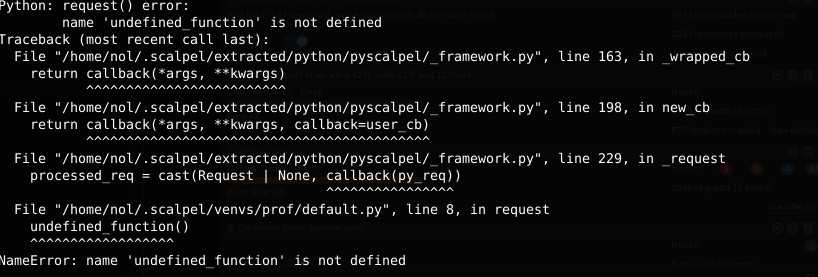 Python: request() error:
        name 'undefined_function' is not defined
Traceback (most recent call last):
  File "/home/nol/.scalpel/extracted/python/pyscalpel/_framework.py", line 163, in _wrapped_cb
    return callback(*args, **kwargs)
           ^^^^^^^^^^^^^^^^^^^^^^^^^
  File "/home/nol/.scalpel/extracted/python/pyscalpel/_framework.py", line 198, in new_cb
    return callback(*args, **kwargs, callback=user_cb)
           ^^^^^^^^^^^^^^^^^^^^^^^^^^^^^^^^^^^^^^^^^^^
  File "/home/nol/.scalpel/extracted/python/pyscalpel/_framework.py", line 229, in _request
    processed_req = cast(Request | None, callback(py_req))
                                         ^^^^^^^^^^^^^^^^
  File "/home/nol/.scalpel/venvs/prof/default.py", line 8, in request
    undefined_function()
    ^^^^^^^^^^^^^^^^^^
NameError: name 'undefined_function' is not defined